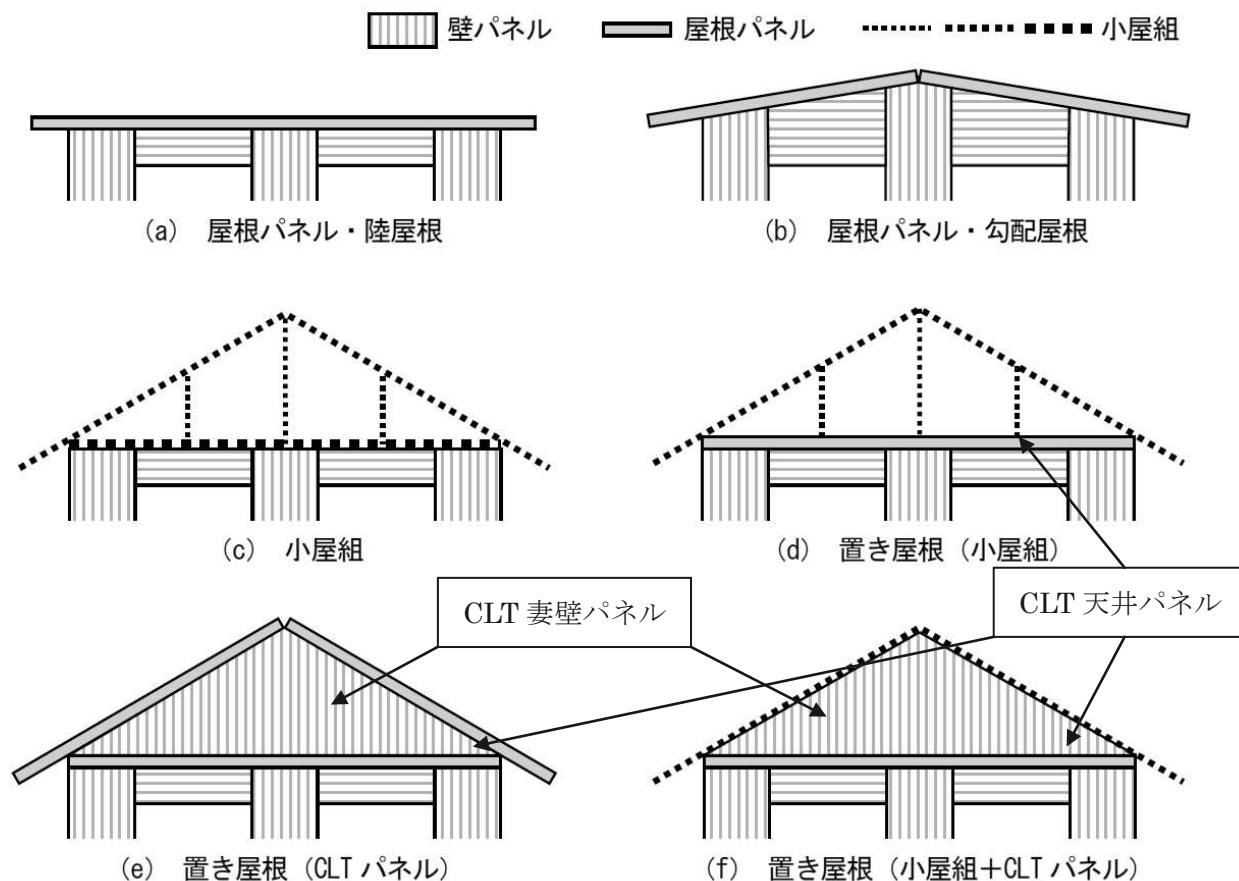 壁パネル 屋根パネル 小屋組
(a) 屋根パネル・陸屋根
(b) 屋根パネル・勾配屋根
(c) 小屋組
(d) 置き屋根(小屋組)
CLT 妻壁パネル
CLT 天井パネル
(e) 置き屋根(CLT パネル)
(f) 置き屋根(小屋組+CLT パネル)